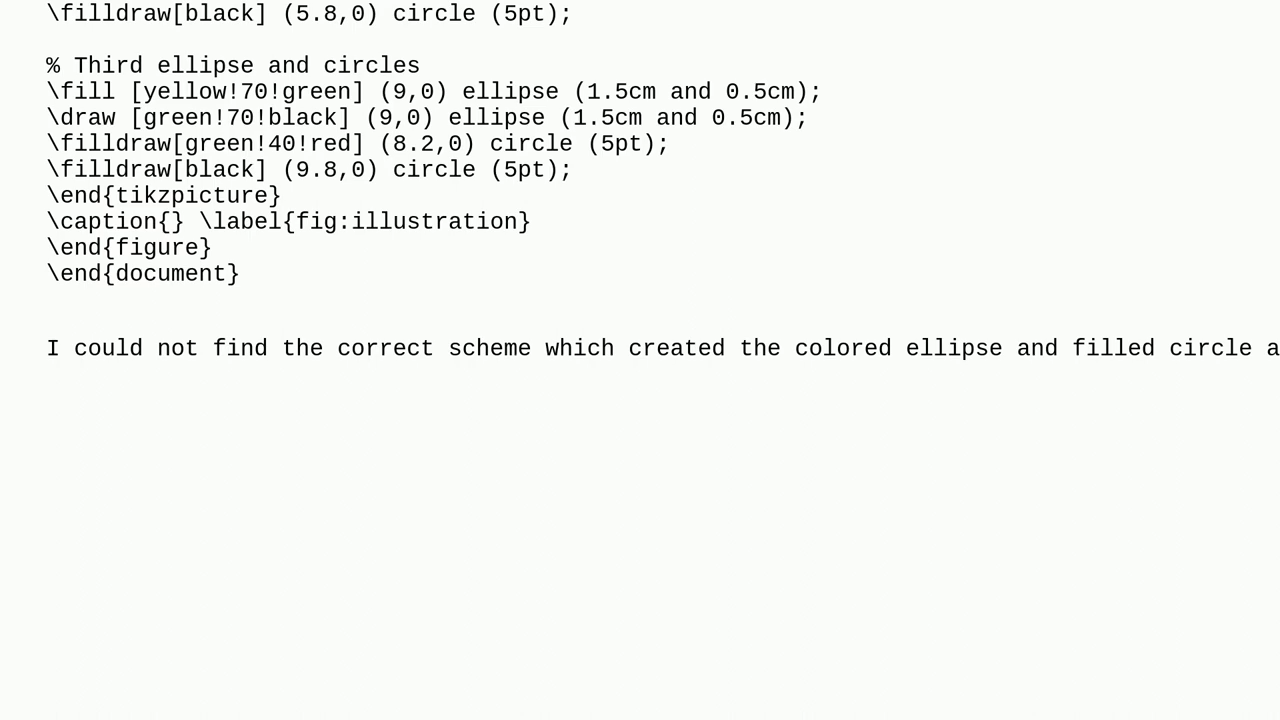 \filldraw[black] (5.8,0) circle (5pt);
% Third ellipse and circles
\fill [yellow!70!green] (9,0) ellipse (1.5cm and 0.5cm);
\draw [green!70!black] (9,0) ellipse (1.5cm and 0.5cm);
\filldraw[green!40!red] (8.2,0) circle (5pt);
\filldraw[black] (9.8,0) circle (5pt);
\end{tikzpicture}
\caption{} \label{fig:illustration}
\end{figure}
\end{document}
I could not find the correct scheme which created the colored ellipse and filled circle a